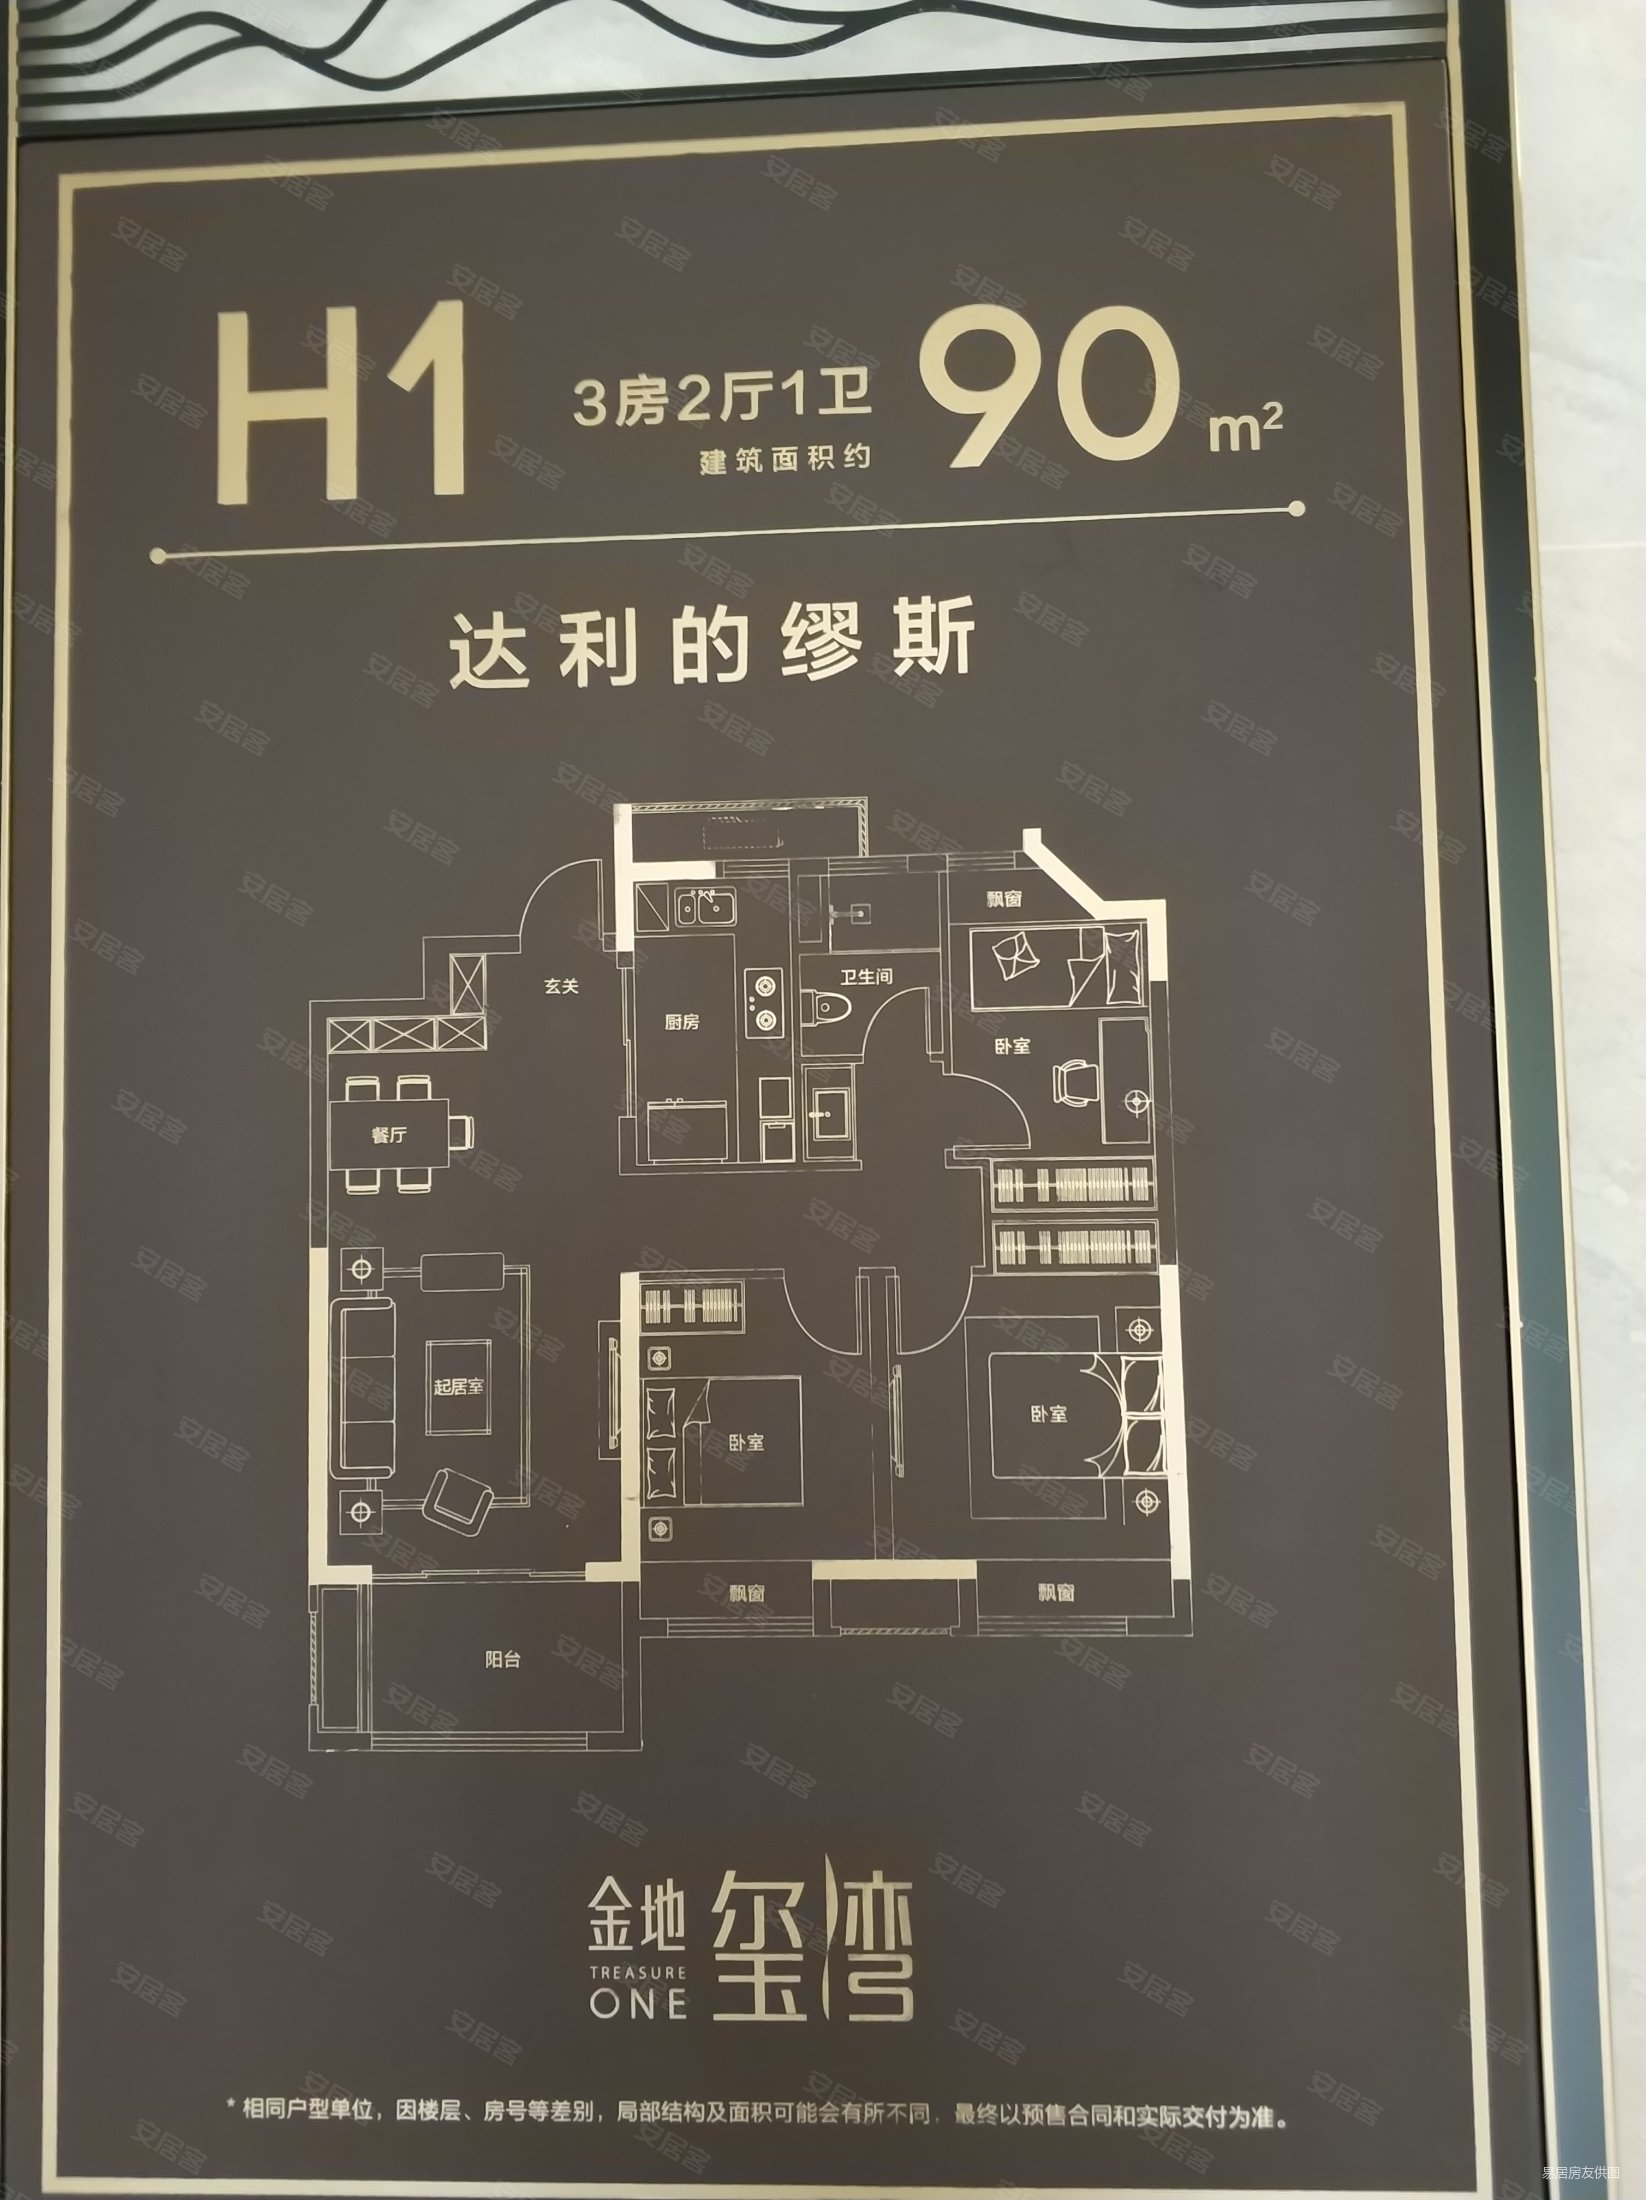 H1 3房2厅1卫 90 m²
建筑面积约
达利的缪斯
飘窗
玄关
卫生间
厨房
卧室
餐厅
起居室
卧室
卧室
飘窗
飘窗
阳台
金地 玺湾
TREASURE
ONE
* 相同户型单位，因楼层、房号等差别，局部结构及面积可能会有所不同，最终以预售合同和实际交付为准。
安居客
易居房友供图